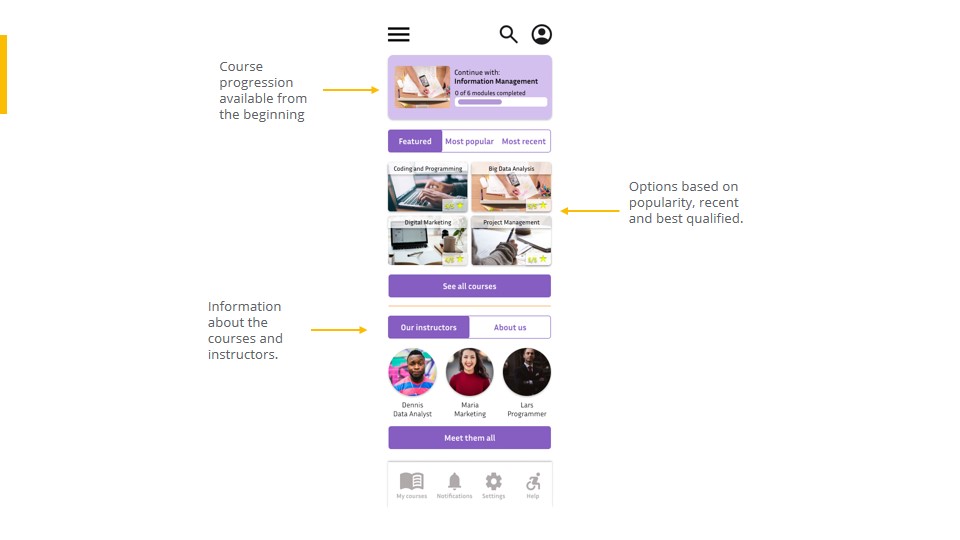 Course
progression
available from
the beginning
Continue with:
Information Management
0 of 6 modules completed
Featured
Most popular
Most recent
Coding and Programming
Big Data Analysis
Options based on
popularity, recent
and best qualified.
Digital Marketing
Project Management
See all courses
Information
about the
courses and
instructors.
Our instructors
About us
Dennis
Data Analyst
Maria
Marketing
Lars
Programmer
Meet them all
My courses
Notifications
Settings
Help